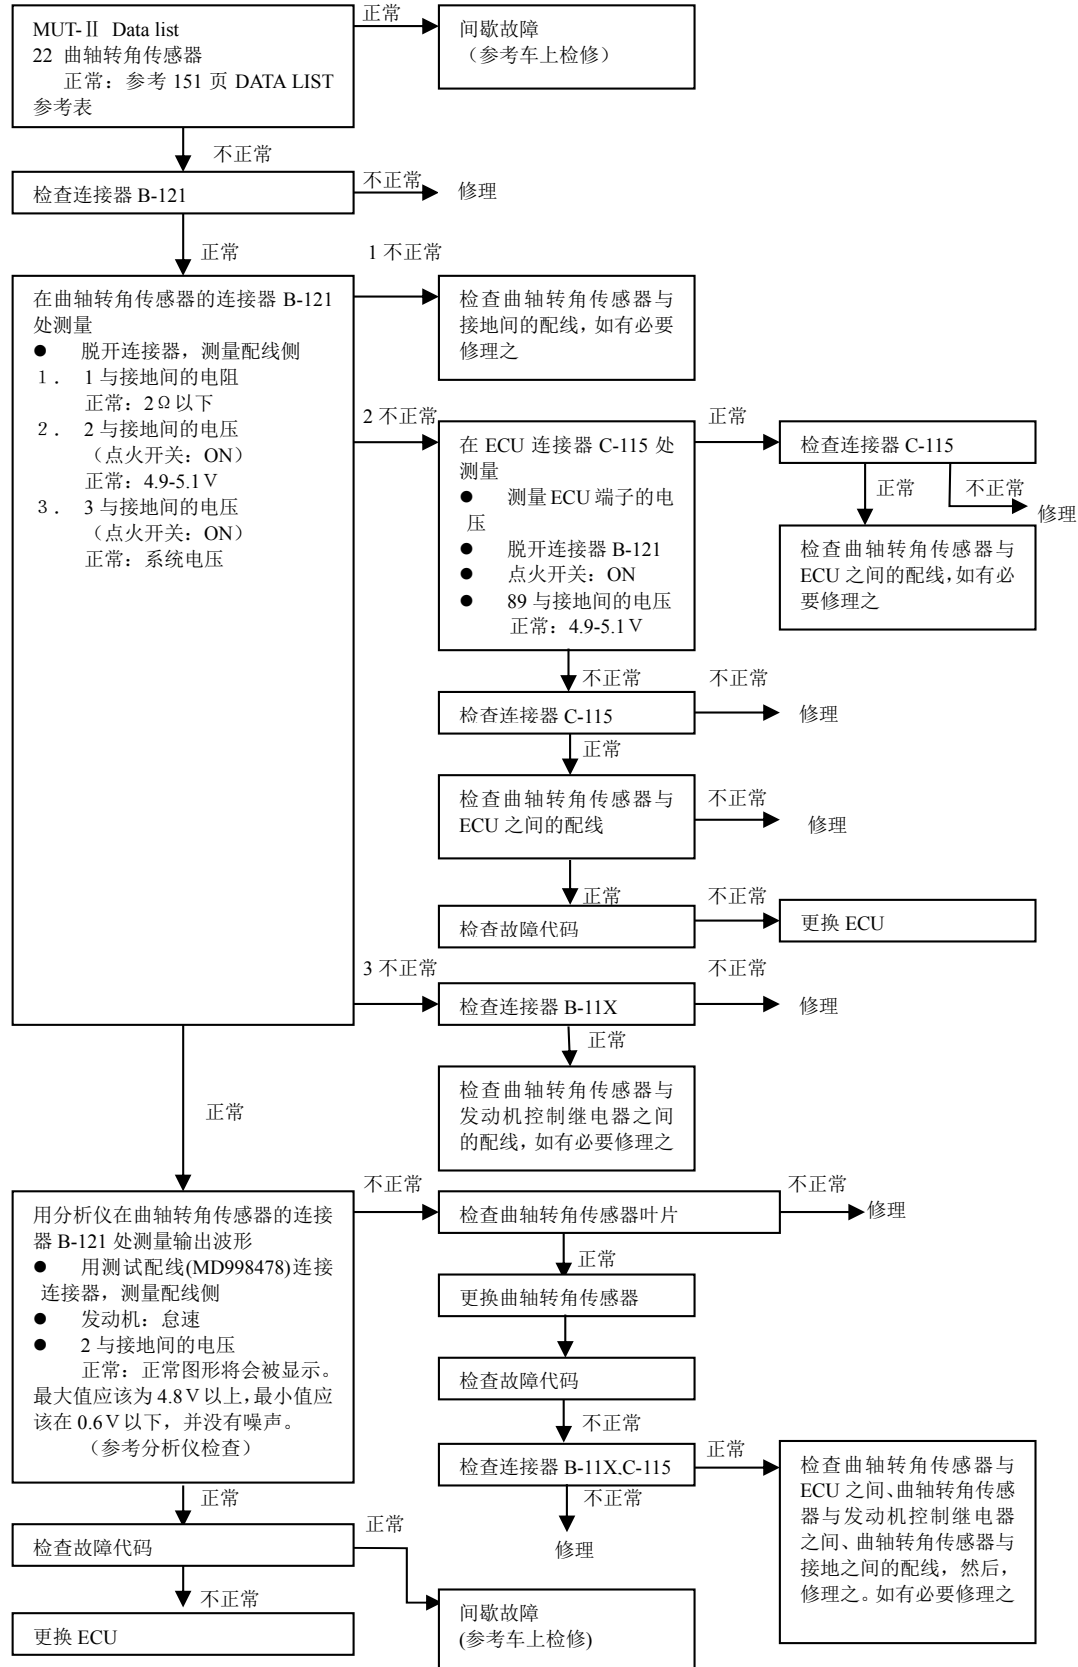 MUT-Ⅱ Data list
22 曲轴转角传感器
正常：参考 151 页 DATA LIST
参考表
正常
间歇故障
（参考车上检修）
不正常
检查连接器 B-121
不正常
修理
正常
在曲轴转角传感器的连接器 B-121
处测量
● 脱开连接器，测量配线侧
1． 1 与接地间的电阻
正常：2Ω以下
2． 2 与接地间的电压
（点火开关：ON）
正常：4.9-5.1V
3． 3 与接地间的电压
（点火开关：ON）
正常：系统电压
1 不正常
检查曲轴转角传感器与
接地间的配线，如有必要
修理之
2 不正常
在 ECU 连接器 C-115 处
测量
● 测量 ECU 端子的电
压
● 脱开连接器 B-121
● 点火开关：ON
● 89 与接地间的电压
正常：4.9-5.1V
正常
检查连接器 C-115
正常
不正常
修理
检查曲轴转角传感器与
ECU 之间的配线，如有必
要修理之
不正常
检查连接器 C-115
不正常
修理
正常
检查曲轴转角传感器与
ECU 之间的配线
不正常
修理
正常
检查故障代码
不正常
更换 ECU
3 不正常
检查连接器 B-11X
不正常
修理
正常
检查曲轴转角传感器与
发动机控制继电器之间
的配线，如有必要修理之
正常
用分析仪在曲轴转角传感器的连接
器 B-121 处测量输出波形
● 用测试配线(MD998478)连接
连接器，测量配线侧
● 发动机：怠速
● 2 与接地间的电压
正常：正常图形将会被显示。
最大值应该为 4.8V以上，最小值应
该在 0.6V以下，并没有噪声。
（参考分析仪检查）
不正常
检查曲轴转角传感器叶片
不正常
修理
正常
更换曲轴转角传感器
检查故障代码
不正常
检查连接器 B-11X,C-115
正常
检查曲轴转角传感器与
ECU 之间、曲轴转角传感
器与发动机控制继电器
之间、曲轴转角传感器与
接地之间的配线，然后，
修理之。如有必要修理之
不正常
修理
正常
检查故障代码
正常
间歇故障
(参考车上检修)
不正常
更换 ECU